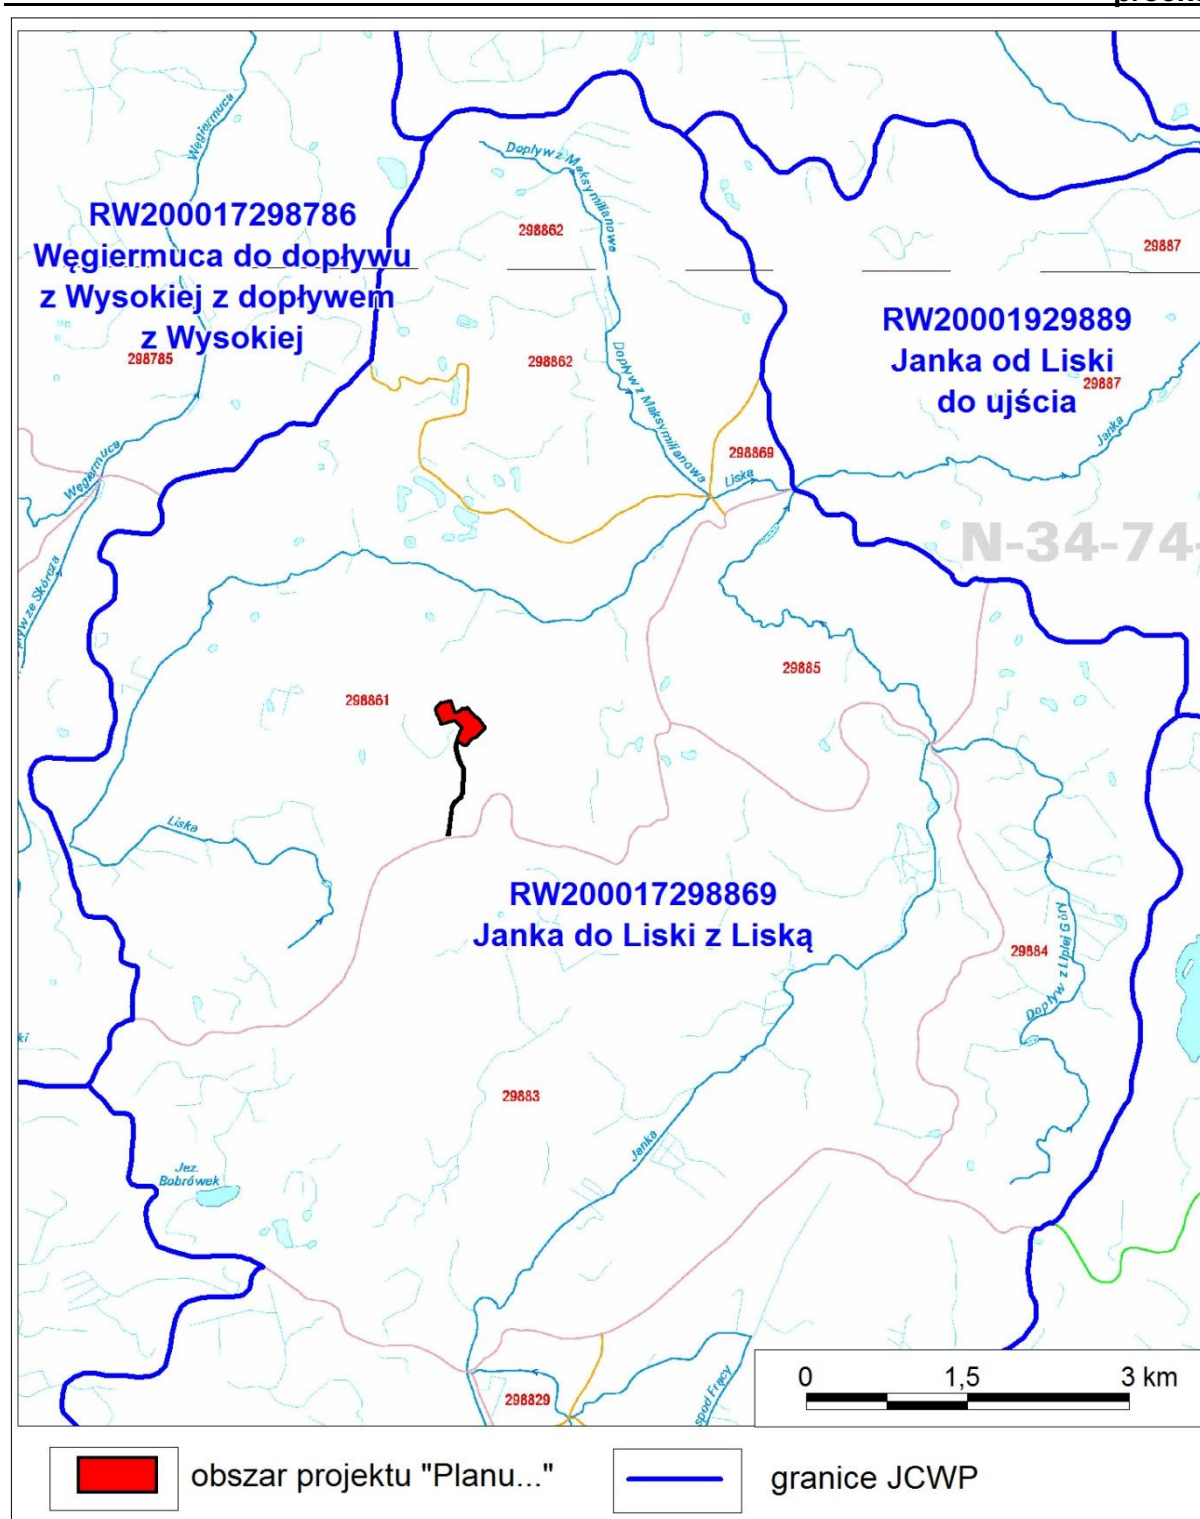 Węgiermuca
Dopływ z Maksymilianowa
RW200017298786
Węgiermuca do dopływu
z Wysokiej z dopływem
z Wysokiej
298862
29887
298785
298862
RW20001929889
Janka od Liski
do ujścia
29887
Dopływ z Maksymilianowa
Janka
Węgiermuca
298869
Liska
N-34-74-
pływ ze Skórcza
298861
29885
Liska
RW200017298869
Janka do Liski z Liską
29884
Dopływ z Lipiej Góry
ki
29883
Janka
Jez.
Bobrówek
298829
spod Frący
0 1,5 3 km
obszar projektu "Planu..."
granice JCWP